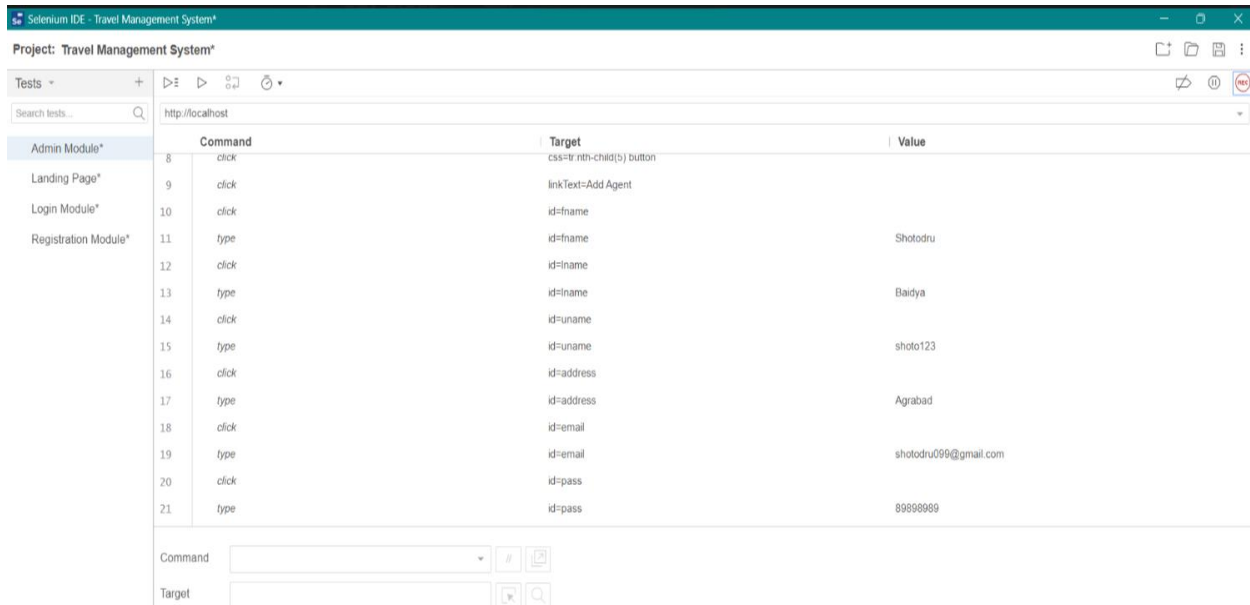 Se Selenium IDE - Travel Management System*
Project: Travel Management System*
Tests
Search tests...
http://localhost
Admin Module*
Landing Page*
Login Module*
Registration Module*
Command Target Value
8 click css=tr:nth-child(5) button
9 click linkText=Add Agent
10 click id=fname
11 type id=fname Shotodru
12 click id=lname
13 type id=lname Baidya
14 click id=uname
15 type id=uname shoto123
16 click id=address
17 type id=address Agrabad
18 click id=email
19 type id=email shotodru099@gmail.com
20 click id=pass
21 type id=pass 89898989
Command //
Target
REC